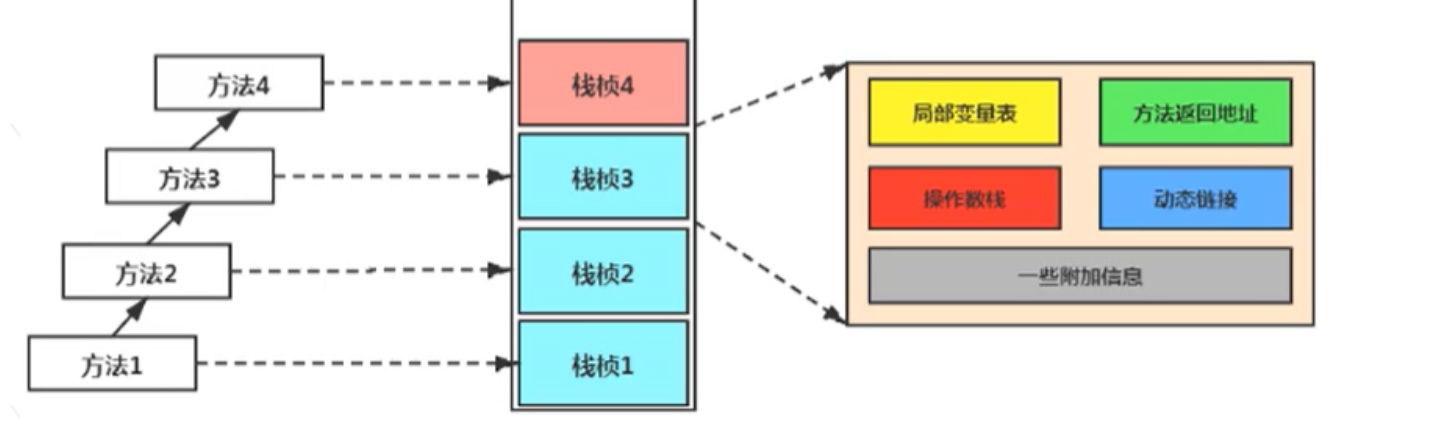 方法4
栈桢4
方法3
栈桢3
方法2
栈桢2
方法1
栈桢1
局部变量表
方法返回地址
操作数栈
动态链接
一些附加信息